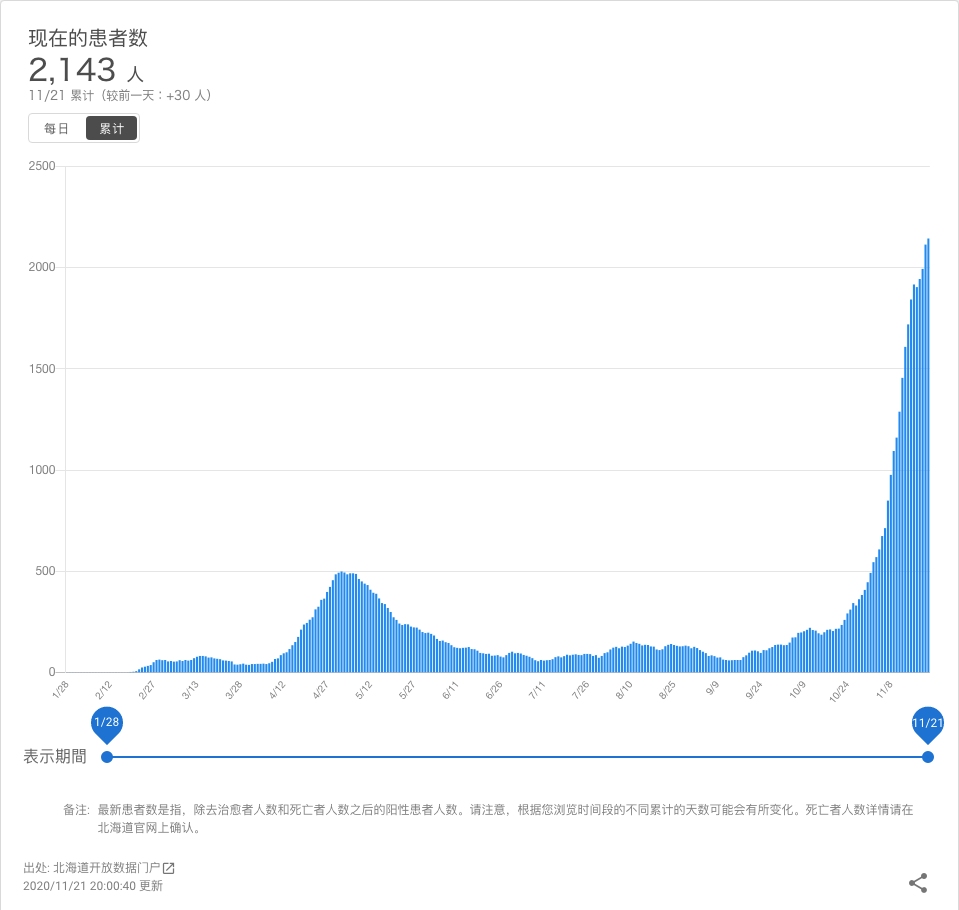 现在的患者数
2,143 人
11/21 累计（较前一天：+30 人）
每日 累计
2500
2000
1500
1000
500
0
1/28 2/12 2/27 3/13 3/28 4/12 4/27 5/12 5/27 6/11 6/26 7/11 7/26 8/10 8/25 9/9 9/24 10/9 10/24 11/8
1/28 11/21
表示期間
备注: 最新患者数是指，除去治愈者人数和死亡者人数之后的阳性患者人数。请注意，根据您浏览时间段的不同累计的天数可能会有所变化。死亡者人数详情请在
北海道官网上确认。
出处: 北海道开放数据门户
2020/11/21 20:00:40 更新